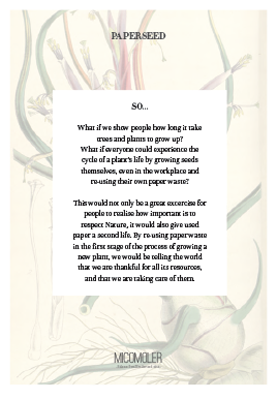 PAPERSEED
SO...
What if we show people how long it take
trees and plants to grow up?
What if everyone could experience the
cycle of a plant's life by growing seeds
themselves, even in the workplace and
re-using their own paper waste?
This would not only be a great excercise for
people to realise how important is to
respect Nature, it would also give used
paper a second life. By re-using paper waste
in the first stage of the process of growing a
new plant, we would be telling the world
that we are thankful for all its resources,
and that we are taking care of them.
MICOMOLER